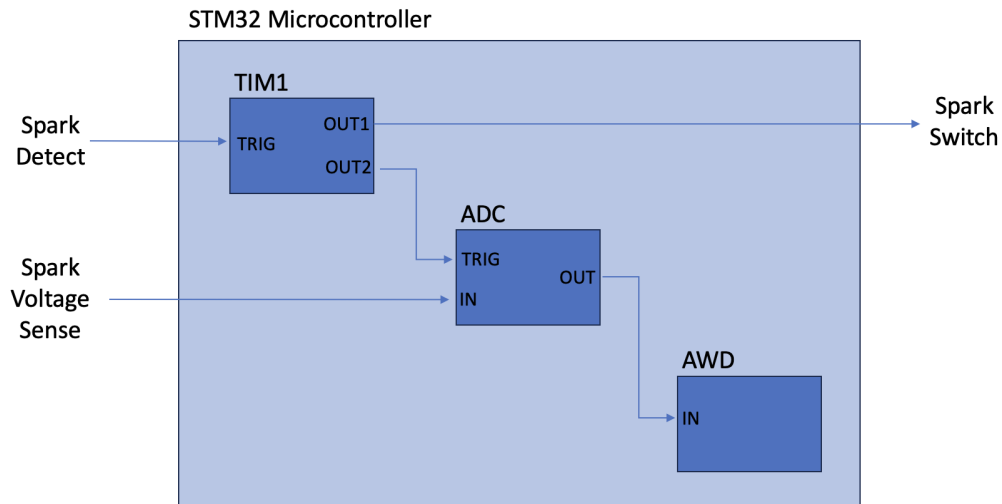 STM32 Microcontroller
TIM1
Spark
Detect
TRIG
OUT1
OUT2
Spark
Switch
ADC
Spark
Voltage
Sense
TRIG
IN
OUT
AWD
IN